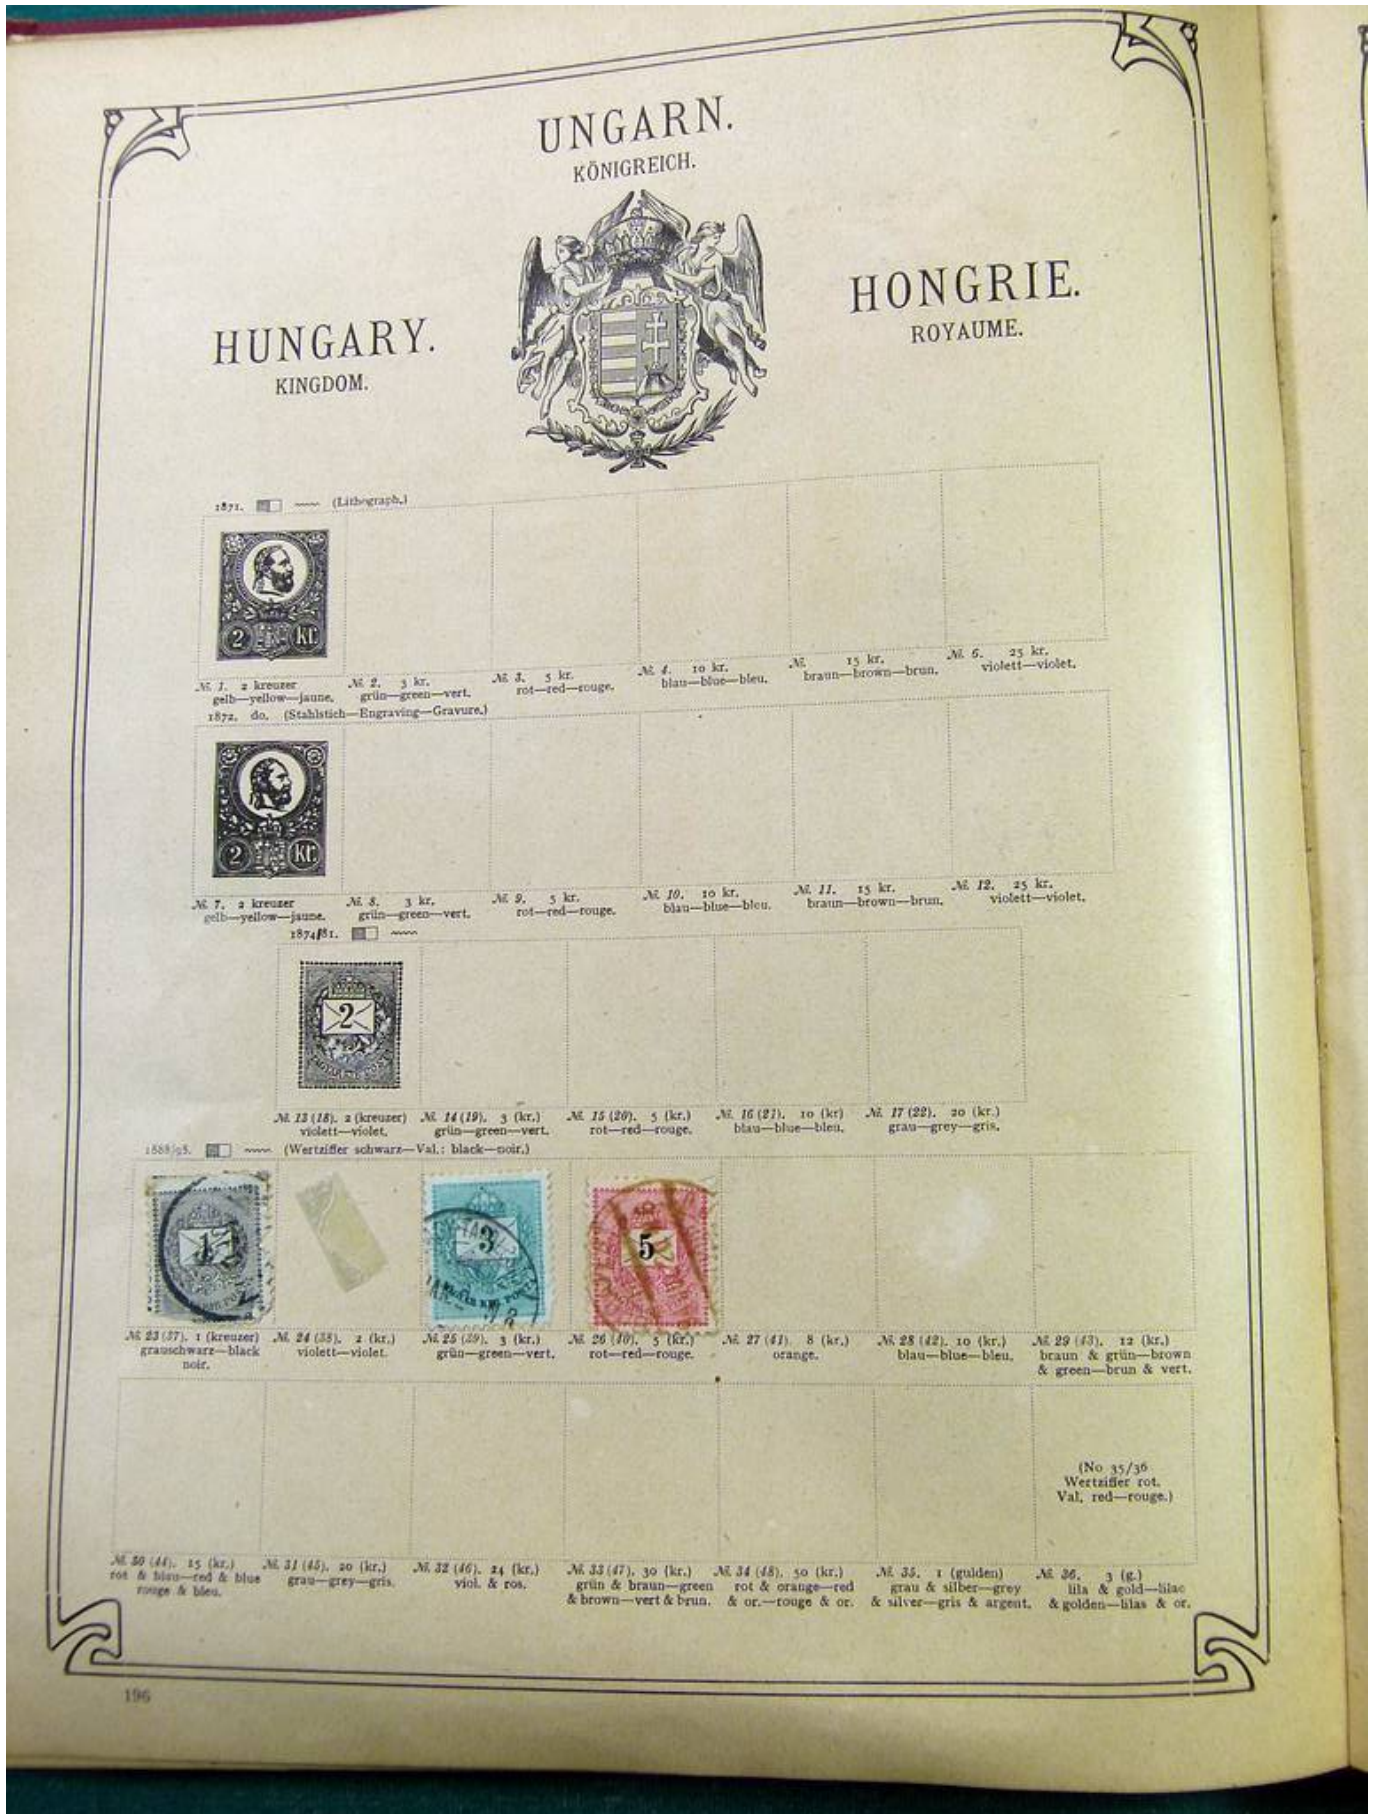 UNGARN.
KÖNIGREICH.
HUNGARY.
KINGDOM.
HONGRIE.
ROYAUME.
1871. (Lithograph.)
2 kr.
№ 1. 2 kreuzer
gelb—yellow—jaune.
№ 2. 3 kr.
grün—green—vert.
№ 3. 5 kr.
rot—red—rouge.
№ 4. 10 kr.
blau—blue—bleu.
№ 15 kr.
braun—brown—brun.
№ 6. 25 kr.
violett—violet.
1872. do. (Stahlstich—Engraving—Gravure.)
2 kr.
№ 7. 2 kreuzer
gelb—yellow—jaune.
№ 8. 3 kr.
grün—green—vert.
№ 9. 5 kr.
rot—red—rouge.
№ 10. 10 kr.
blau—blue—bleu.
№ 11. 15 kr.
braun—brown—brun.
№ 12. 25 kr.
violett—violet.
1874/81.
2
№ 13 (18). 2 (kreuzer)
violett—violet.
№ 14 (19). 3 (kr.)
grün—green—vert.
№ 15 (20). 5 (kr.)
rot—red—rouge.
№ 16 (21). 10 (kr)
blau—blue—bleu.
№ 17 (22). 20 (kr.)
grau—grey—gris.
1888/98. (Wertziffer schwarz—Val.: black—noir.)
1
3
5
№ 23 (37). 1 (kreuzer)
grauschwarz—black
noir.
№ 24 (38). 2 (kr.)
violett—violet.
№ 25 (39). 3 (kr.)
grün—green—vert.
№ 26 (40). 5 (kr.)
rot—red—rouge.
№ 27 (41). 8 (kr.)
orange.
№ 28 (42). 10 (kr.)
blau—blue—bleu.
№ 29 (43). 12 (kr.)
braun & grün—brown
& green—brun & vert.
(No 35/36
Wertziffer rot.
Val. red—rouge.)
№ 30 (44). 15 (kr.)
rot & blau—red & blue
rouge & bleu.
№ 31 (45). 20 (kr.)
grau—grey—gris.
№ 32 (46). 24 (kr.)
viol. & ros.
№ 33 (47). 30 (kr.)
grün & braun—green
& brown—vert & brun.
№ 34 (48). 50 (kr.)
rot & orange—red
& or.—rouge & or.
№ 35. 1 (gulden)
grau & silber—grey
& silver—gris & argent.
№ 36. 3 (g.)
lila & gold—lilac
& golden—lilas & or.
196